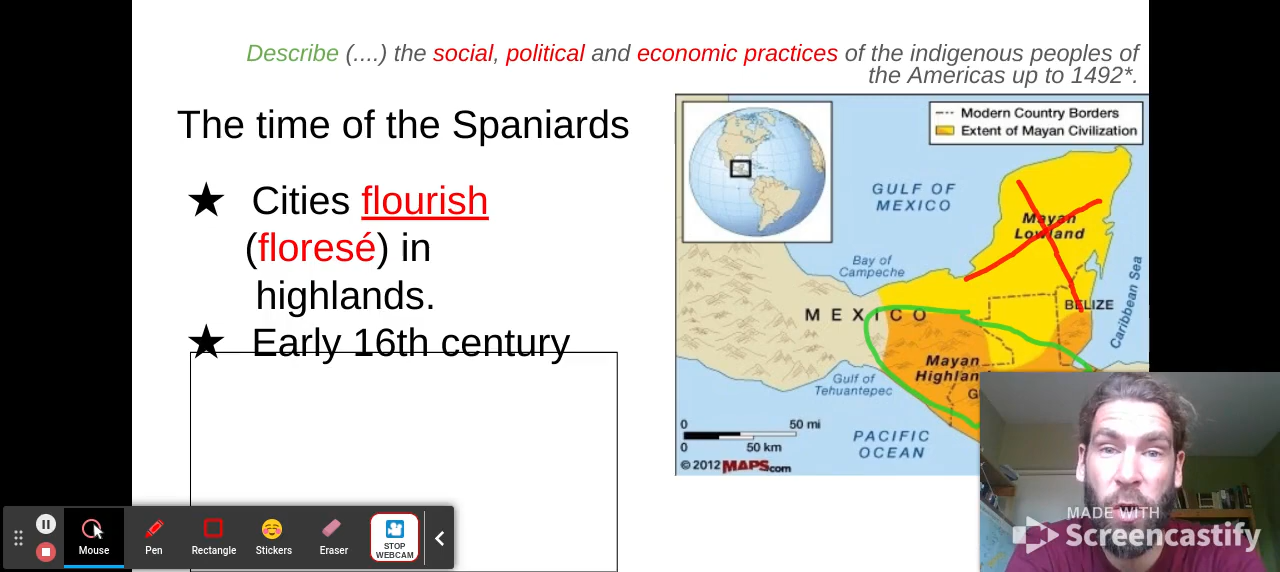 Describe (....) the social, political and economic practices of the indigenous peoples of
the Americas up to 1492*.
The time of the Spaniards
★ Cities flourish
(floresé) in
highlands.
★ Early 16th century
Modern Country Borders
Extent of Mayan Civilization
GULF OF
MEXICO
Mayan
Lowland
Bay of
Campeche
Caribbean Sea
BELIZE
MEXICO
Mayan
Highlan
G
Gulf of
Tehuantepec
0 50 mi
0 50 km
PACIFIC
OCEAN
© 2012 MAPS.com
Mouse
Pen
Rectangle
Stickers
Eraser
STOP
WEBCAM
MADE WITH
Screencastify